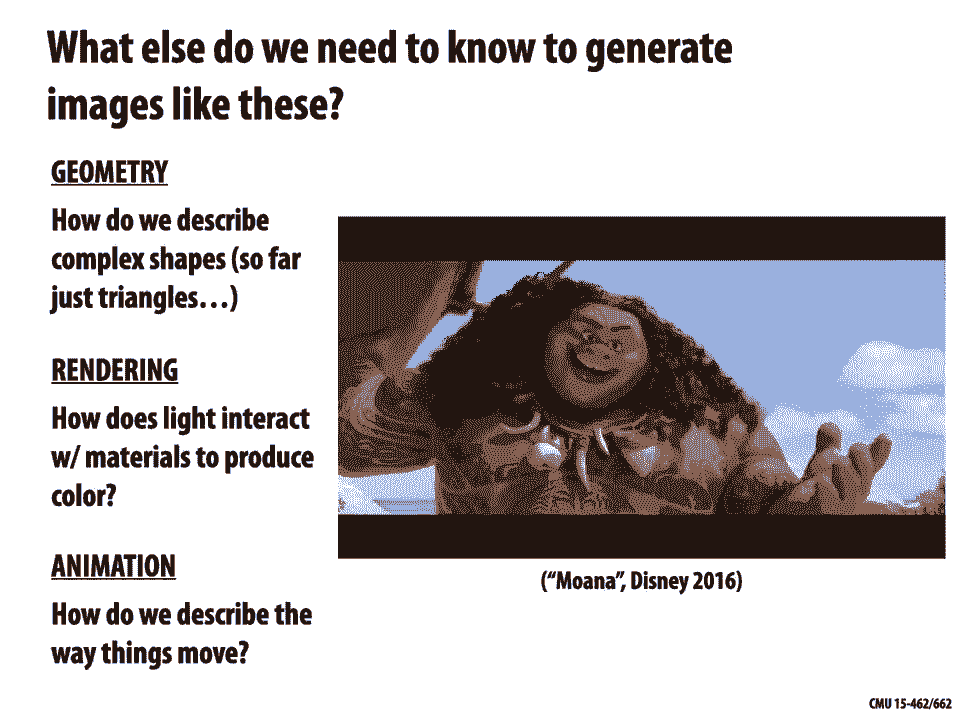 What else do we need to know to generate
images like these?
GEOMETRY
How do we describe
complex shapes (so far
just triangles…)
RENDERING
How does light interact
w/ materials to produce
color?
ANIMATION
How do we describe the
way things move?
(“Moana”, Disney 2016)
CMU 15-462/662